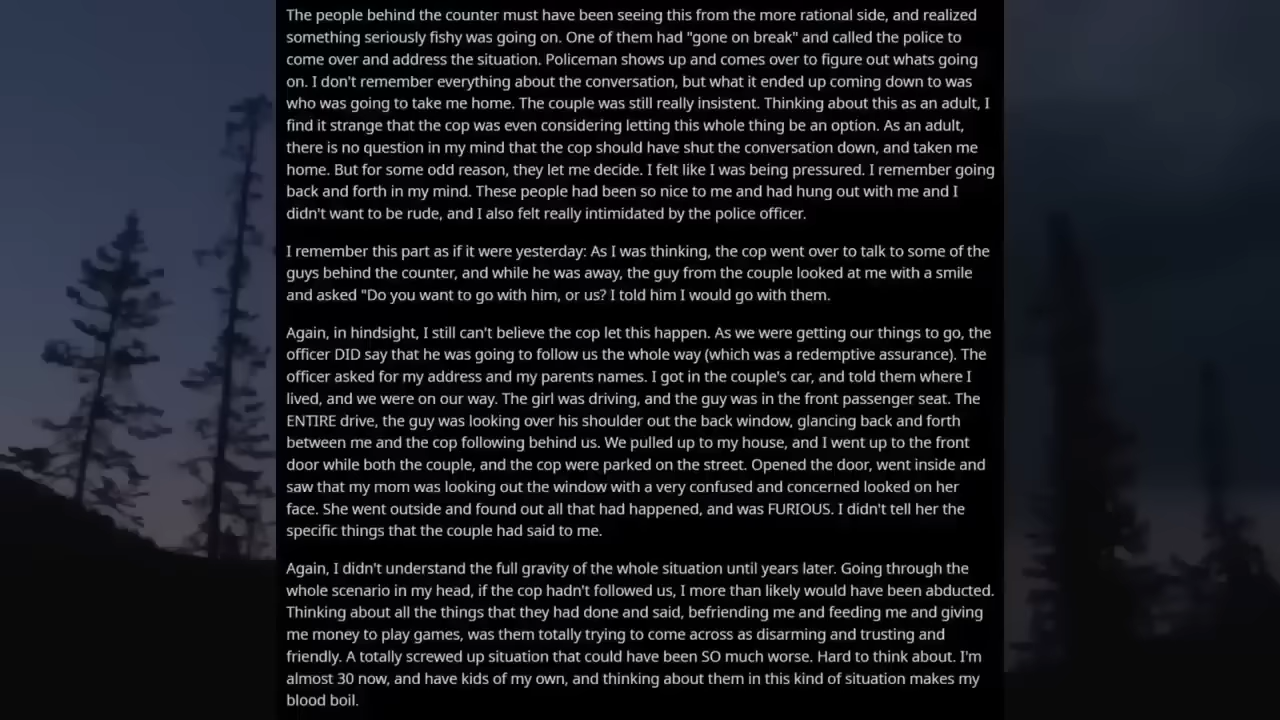 The people behind the counter must have been seeing this from the more rational side, and realized
something seriously fishy was going on. One of them had "gone on break" and called the police to
come over and address the situation. Policeman shows up and comes over to figure out whats going
on. I don't remember everything about the conversation, but what it ended up coming down to was
who was going to take me home. The couple was still really insistent. Thinking about this as an adult, I
find it strange that the cop was even considering letting this whole thing be an option. As an adult,
there is no question in my mind that the cop should have shut the conversation down, and taken me
home. But for some odd reason, they let me decide. I felt like I was being pressured. I remember going
back and forth in my mind. These people had been so nice to me and had hung out with me and I
didn't want to be rude, and I also felt really intimidated by the police officer.
I remember this part as if it were yesterday: As I was thinking, the cop went over to talk to some of the
guys behind the counter, and while he was away, the guy from the couple looked at me with a smile
and asked "Do you want to go with him, or us? I told him I would go with them.
Again, in hindsight, I still can't believe the cop let this happen. As we were getting our things to go, the
officer DID say that he was going to follow us the whole way (which was a redemptive assurance). The
officer asked for my address and my parents names. I got in the couple's car, and told them where I
lived, and we were on our way. The girl was driving, and the guy was in the front passenger seat. The
ENTIRE drive, the guy was looking over his shoulder out the back window, glancing back and forth
between me and the cop following behind us. We pulled up to my house, and I went up to the front
door while both the couple, and the cop were parked on the street. Opened the door, went inside and
saw that my mom was looking out the window with a very confused and concerned looked on her
face. She went outside and found out all that had happened, and was FURIOUS. I didn't tell her the
specific things that the couple had said to me.
Again, I didn't understand the full gravity of the whole situation until years later. Going through the
whole scenario in my head, if the cop hadn't followed us, I more than likely would have been abducted.
Thinking about all the things that they had done and said, befriending me and feeding me and giving
me money to play games, was them totally trying to come across as disarming and trusting and
friendly. A totally screwed up situation that could have been SO much worse. Hard to think about. I'm
almost 30 now, and have kids of my own, and thinking about them in this kind of situation makes my
blood boil.